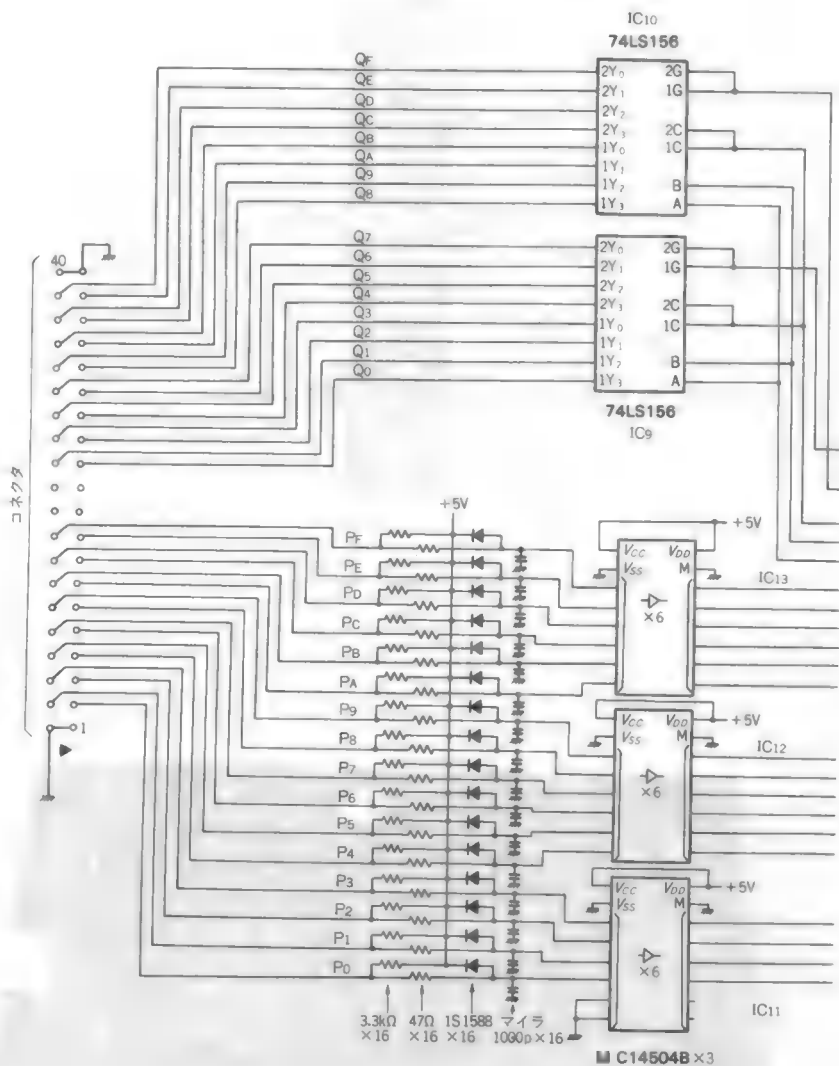 IC10
74LS156
QF
QE
QD
QC
QB
QA
Q9
Q8
2Y0 2G
2Y1 1G
2Y2
2Y3 2C
1Y0 1C
1Y1
1Y2 B
1Y3 A
Q7
Q6
Q5
Q4
Q3
Q2
Q1
Q0
2Y0 2G
2Y1 1G
2Y2
2Y3 2C
1Y0 1C
1Y1
1Y2 B
1Y3 A
74LS156
IC9
40
コネクタ
1
+5V
PF
PE
PD
PC
PB
PA
P9
P8
P7
P6
P5
P4
P3
P2
P1
P0
+5V
VCC VDD
VSS M
×6
IC13
+5V
VCC VDD
VSS M
×6
IC12
+5V
VCC VDD
VSS M
×6
IC11
3.3kΩ 47Ω 1S1588 マイラ
×16 ×16 ×16 1000p×16
M C14504B×3